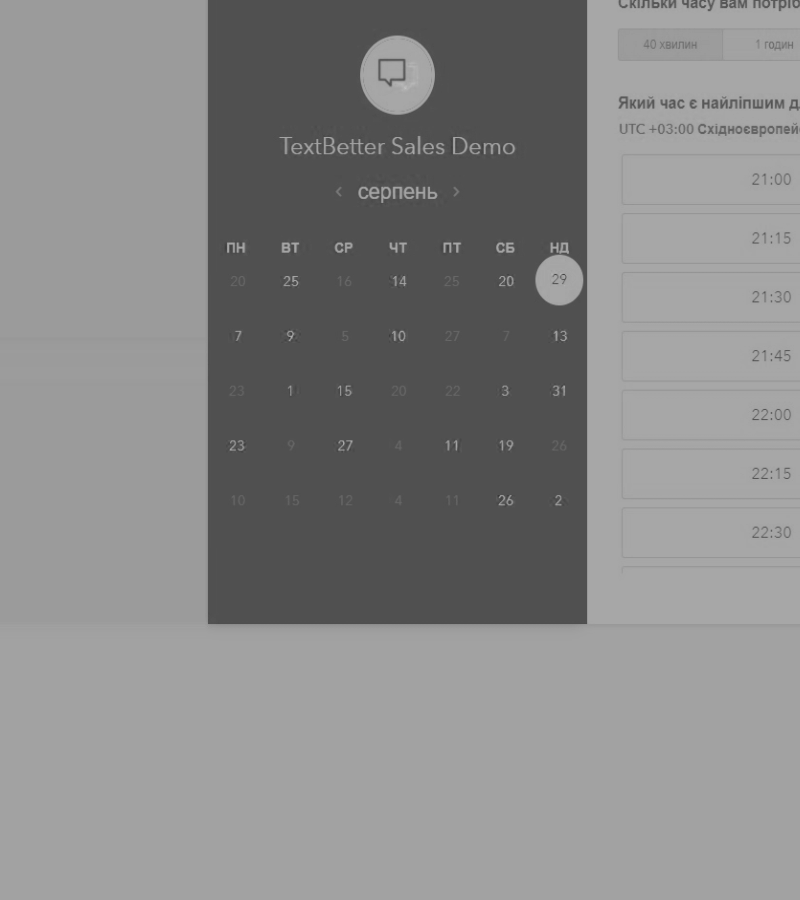 TextBetter Sales Demo
серпень
ПН ВТ СР ЧТ ПТ СБ НД
20 25 16 14 25 20 29
7 9 5 10 27 7 13
23 1 15 20 22 3 31
23 9 27 4 11 19 26
10 15 12 4 11 26 2
Скільки часу вам потріб
40 хвилин 1 годин
Який час є найліпшим д
UTC +03:00 Східноєвропей
21:00
21:15
21:30
21:45
22:00
22:15
22:30